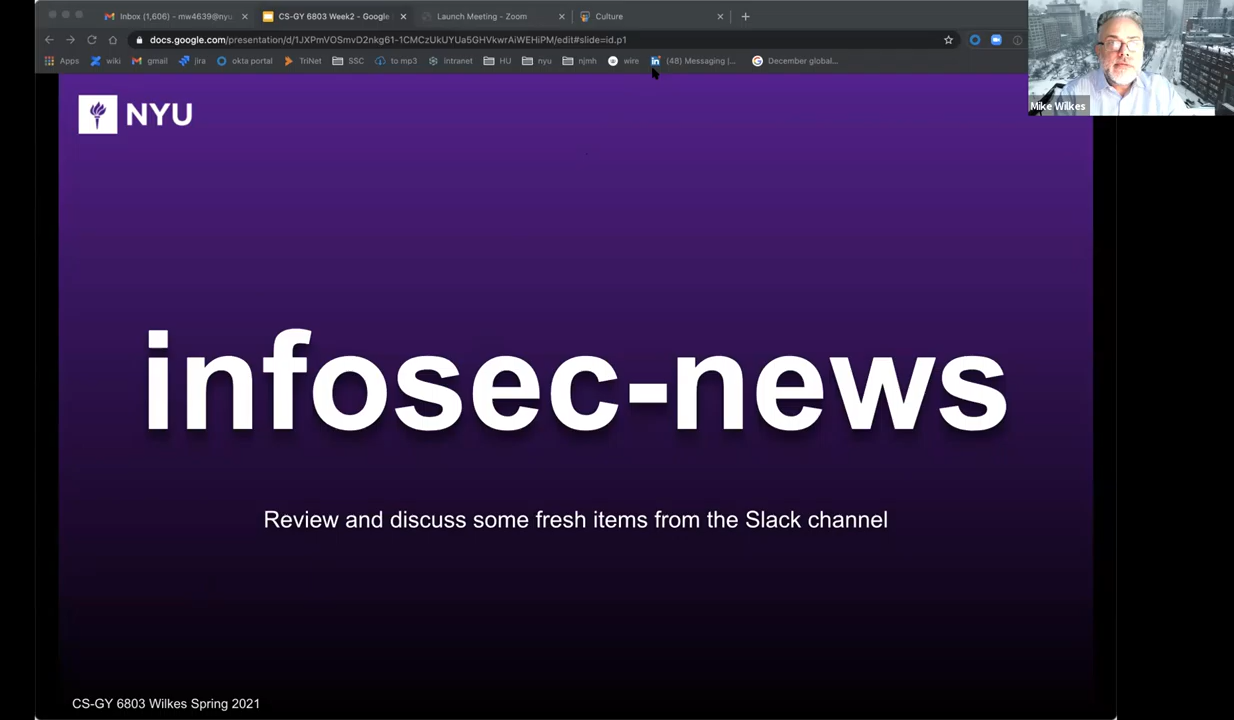 Inbox (1,606) - mw4639@nyu
CS-GY 6803 Week2 - Google
Launch Meeting - Zoom
Culture
docs.google.com/presentation/d/1JXPmVOSmvD2nkg61-1CMCzUkUYUa5GHVkwrAiWEHiPM/edit#slide=id.p1
Apps wiki gmail jira okta portal TriNet SSC to mp3 intranet HU nyu njmh wire (48) Messaging |... December global...
Mike Wilkes
NYU
infosec-news
Review and discuss some fresh items from the Slack channel
CS-GY 6803 Wilkes Spring 2021